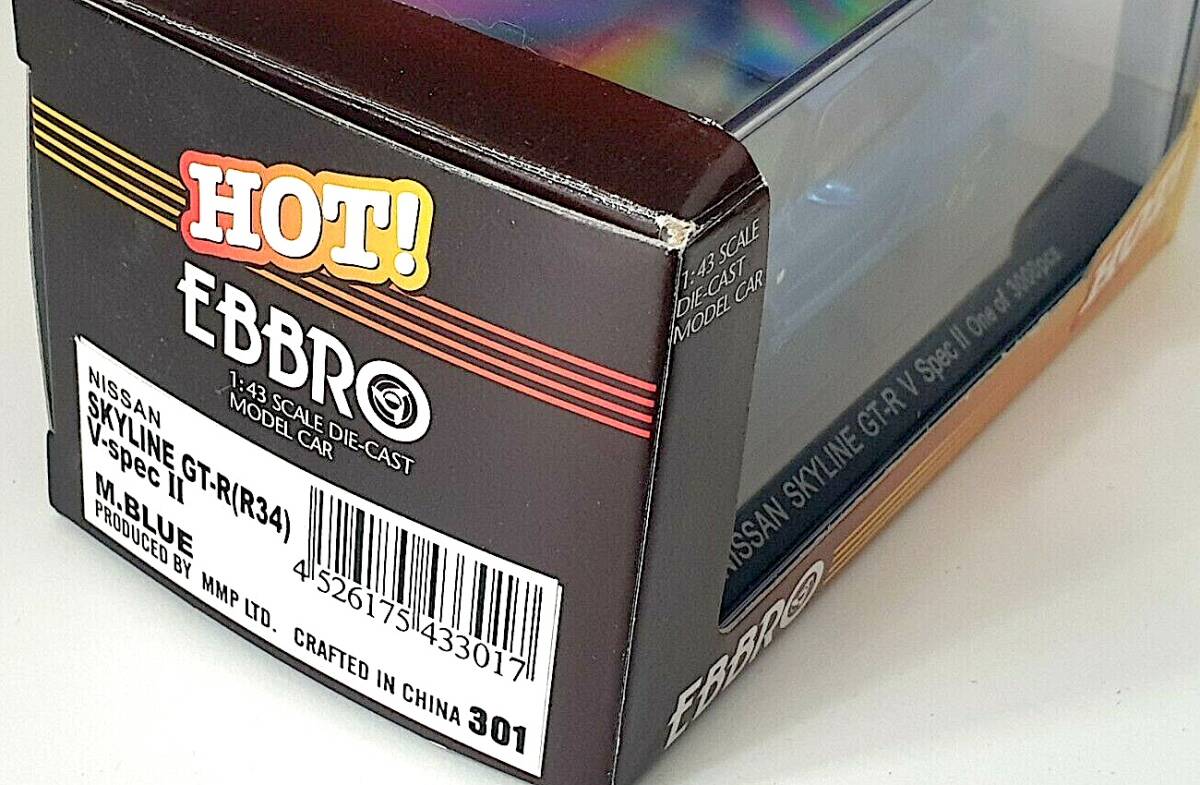 HOT!
EBBRO
1:43 SCALE DIE-CAST
MODEL CAR
NISSAN
SKYLINE GT-R(R34)
V-spec II
M.BLUE
PRODUCED BY MMP LTD. CRAFTED IN CHINA 301
4 526175 433017
1:43 SCALE
DIE-CAST
MODEL CAR
NISSAN SKYLINE GT-R V Spec II One of 3000pcs
EBBRO
HOT!